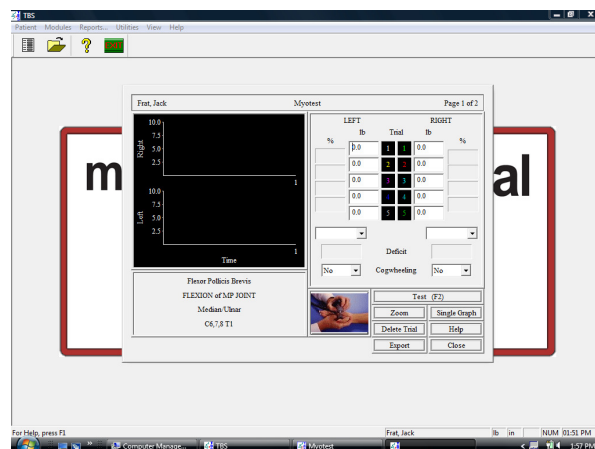 TBS
Patient Modules Reports... Utilities View Help
Frat, Jack Myotest Page 1 of 2
LEFT RIGHT
lb Trial lb
% %
0.0 1 1 0.0
0.0 2 2 0.0
0.0 3 3 0.0
0.0 4 4 0.0
0.0 5 5 0.0
Deficit
No Cogwheeling No
10.0
7.5
5.0
2.5
Right
1
10.0
7.5
5.0
2.5
Left
1
Time
Flexor Pollicis Brevis
FLEXION of MP JOINT
Median/Ulnar
C6,7,8 T1
Test (F2)
Zoom Single Graph
Delete Trial Help
Export Close
m al
For Help, press F1 Frat, Jack lb in NUM 01:51 PM
Computer Manage... TBS Myotest 1:57 PM